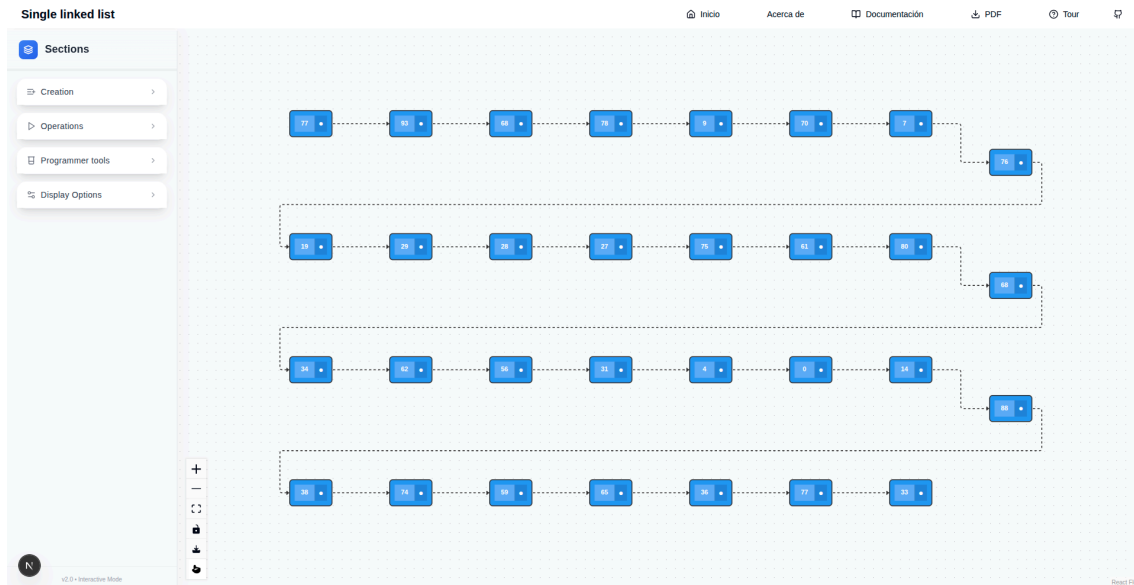 Single linked list
Inicio Acerca de Documentación PDF Tour
Sections
Creation
Operations
Programmer tools
Display Options
77 93 68 78 9 70 7
76
19 29 28 27 75 61 80
68
34 62 56 31 4 0 14
88
38 74 59 65 36 77 33
N
v2.0 • Interactive Mode
React